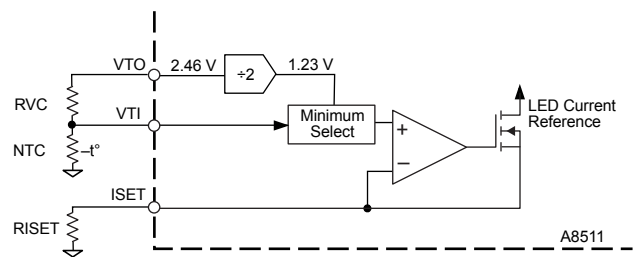 VTO
2.46 V
÷2
1.23 V
RVC
VTI
Minimum
Select
+
−
LED Current
Reference
NTC
–t°
ISET
RISET
A8511